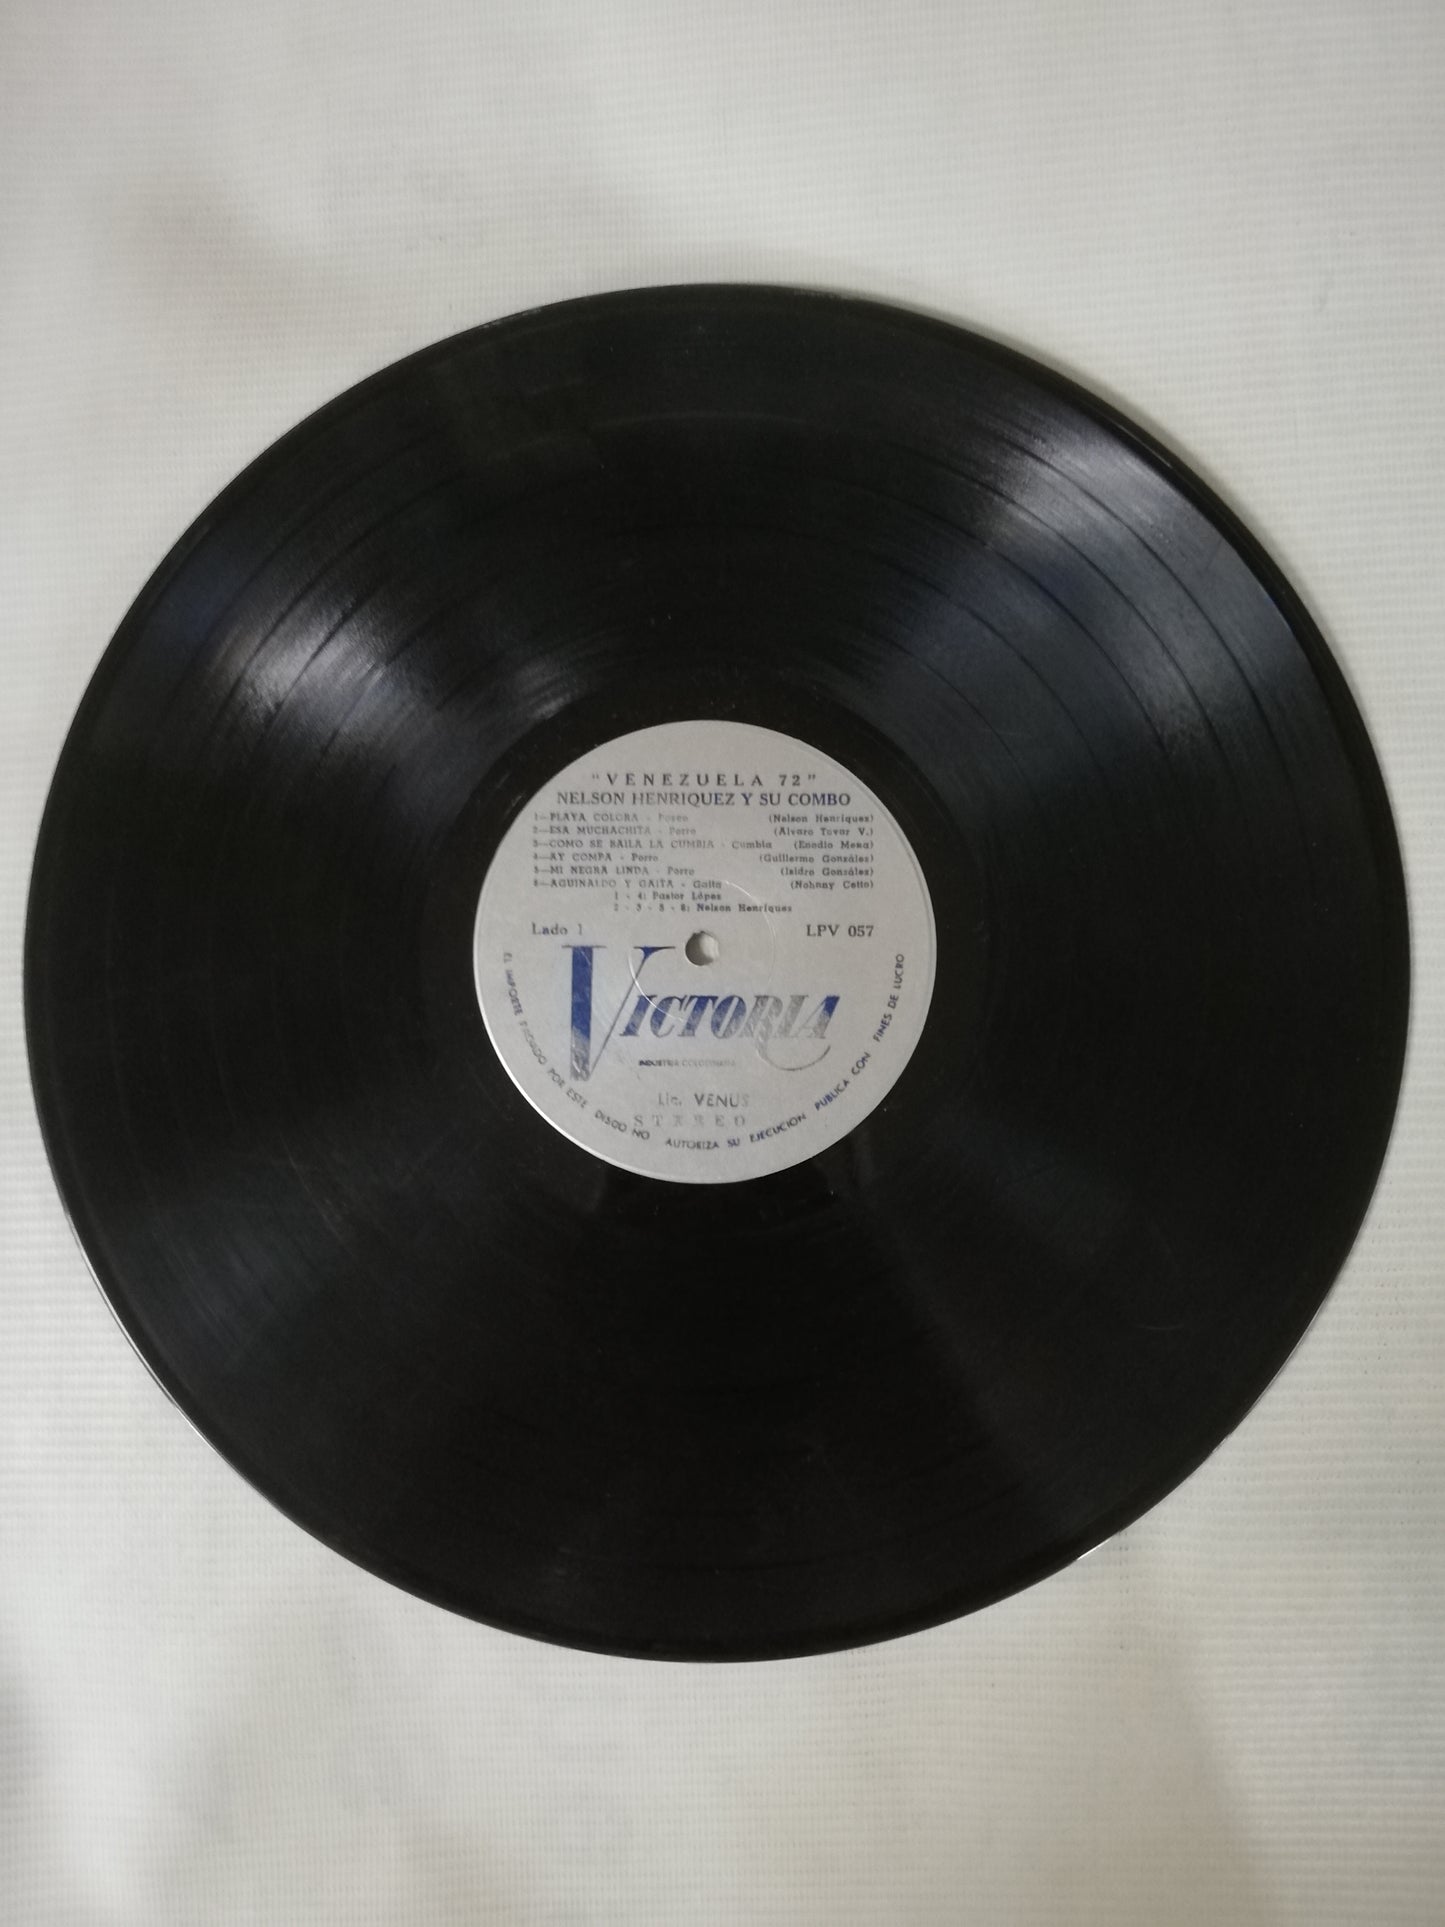 "VENEZUELA 72"
NELSON HENRIQUEZ Y SU COMBO
1—PLAYA COLORA - Paseo (Nelson Henríquez)
2—ESA MUCHACHITA - Porro (Alvaro Tovar V.)
3—COMO SE BAILA LA CUMBIA - Cumbia (Enodio Mena)
4—AY COMPA - Porro (Guillermo González)
5—MI NEGRA LINDA - Porro (Isidro González)
6—AGUINALDO Y GAITA - Gaita (Nohnny Cetto)
1 - 4: Pastor López
2 - 3 - 5 - 6: Nelson Henríquez
Lado 1 LPV 057
VICTORIA
INDUSTRIA COLOMBIANA
Lic. VENUS
STEREO
EL IMPORTE PAGADO POR ESTE DISCO NO AUTORIZA SU EJECUCION PUBLICA CON FINES DE LUCRO